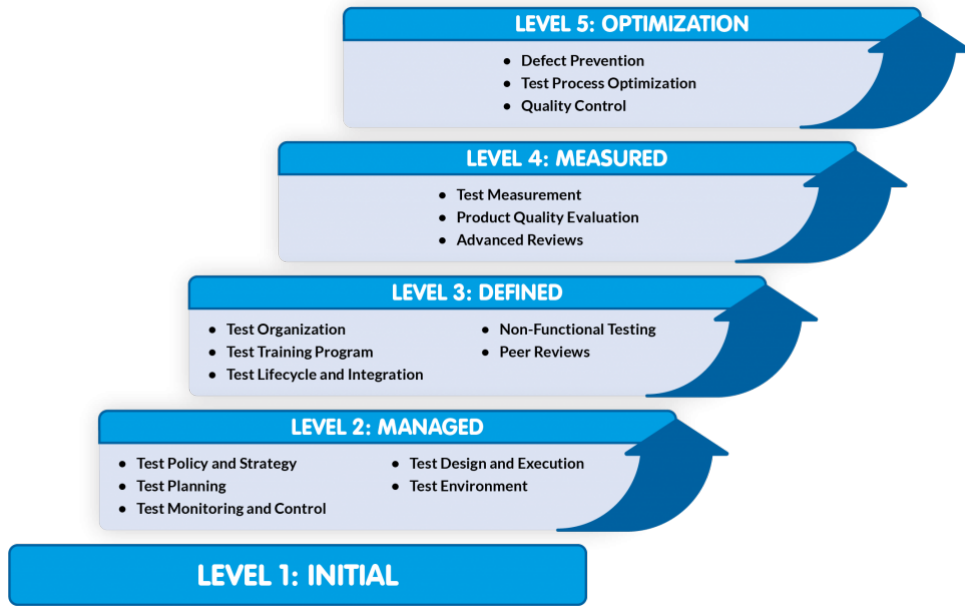 LEVEL 5: OPTIMIZATION
• Defect Prevention
• Test Process Optimization
• Quality Control
LEVEL 4: MEASURED
• Test Measurement
• Product Quality Evaluation
• Advanced Reviews
LEVEL 3: DEFINED
• Test Organization
• Test Training Program
• Test Lifecycle and Integration
• Non-Functional Testing
• Peer Reviews
LEVEL 2: MANAGED
• Test Policy and Strategy
• Test Planning
• Test Monitoring and Control
• Test Design and Execution
• Test Environment
LEVEL 1: INITIAL